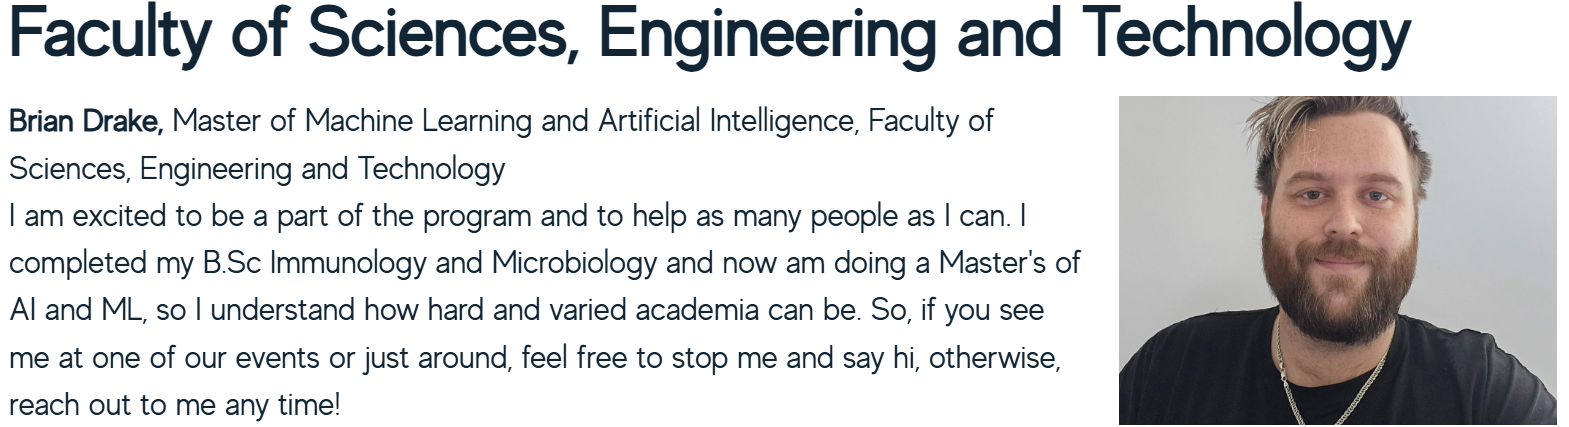 Faculty of Sciences, Engineering and Technology
Brian Drake, Master of Machine Learning and Artificial Intelligence, Faculty of
Sciences, Engineering and Technology
I am excited to be a part of the program and to help as many people as I can. I
completed my B.Sc Immunology and Microbiology and now am doing a Master's of
AI and ML, so I understand how hard and varied academia can be. So, if you see
me at one of our events or just around, feel free to stop me and say hi, otherwise,
reach out to me any time!